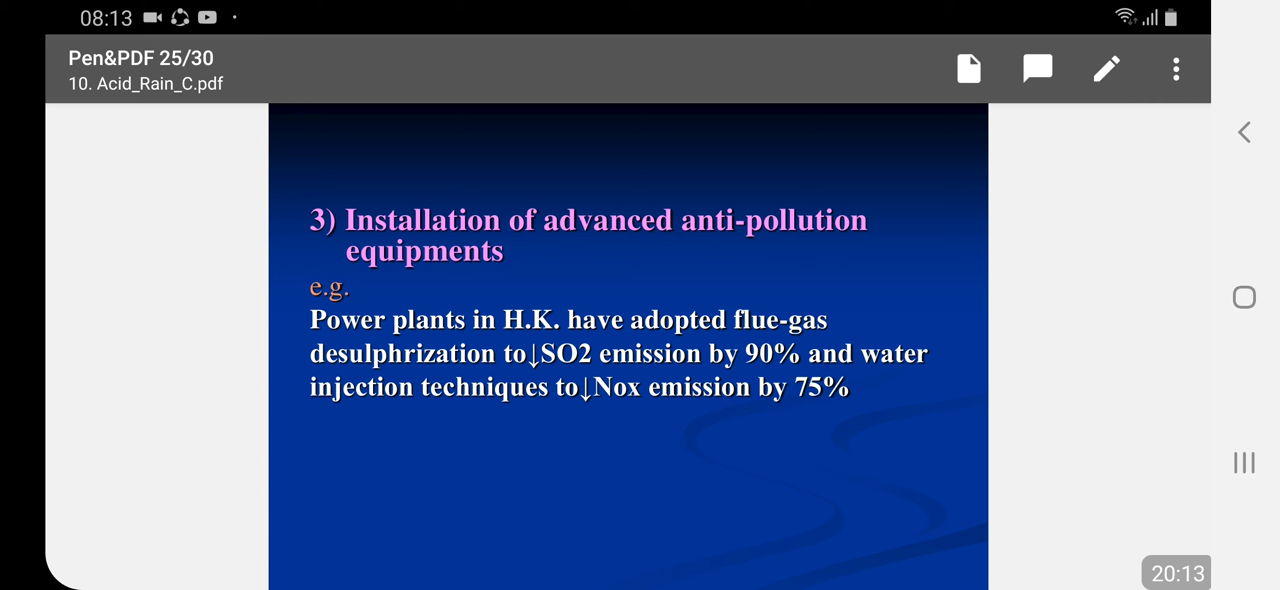 08:13
Pen&PDF 25/30
10. Acid_Rain_C.pdf
3) Installation of advanced anti-pollution
equipments
e.g.
Power plants in H.K. have adopted flue-gas
desulphrization to↓SO2 emission by 90% and water
injection techniques to↓Nox emission by 75%
20:13